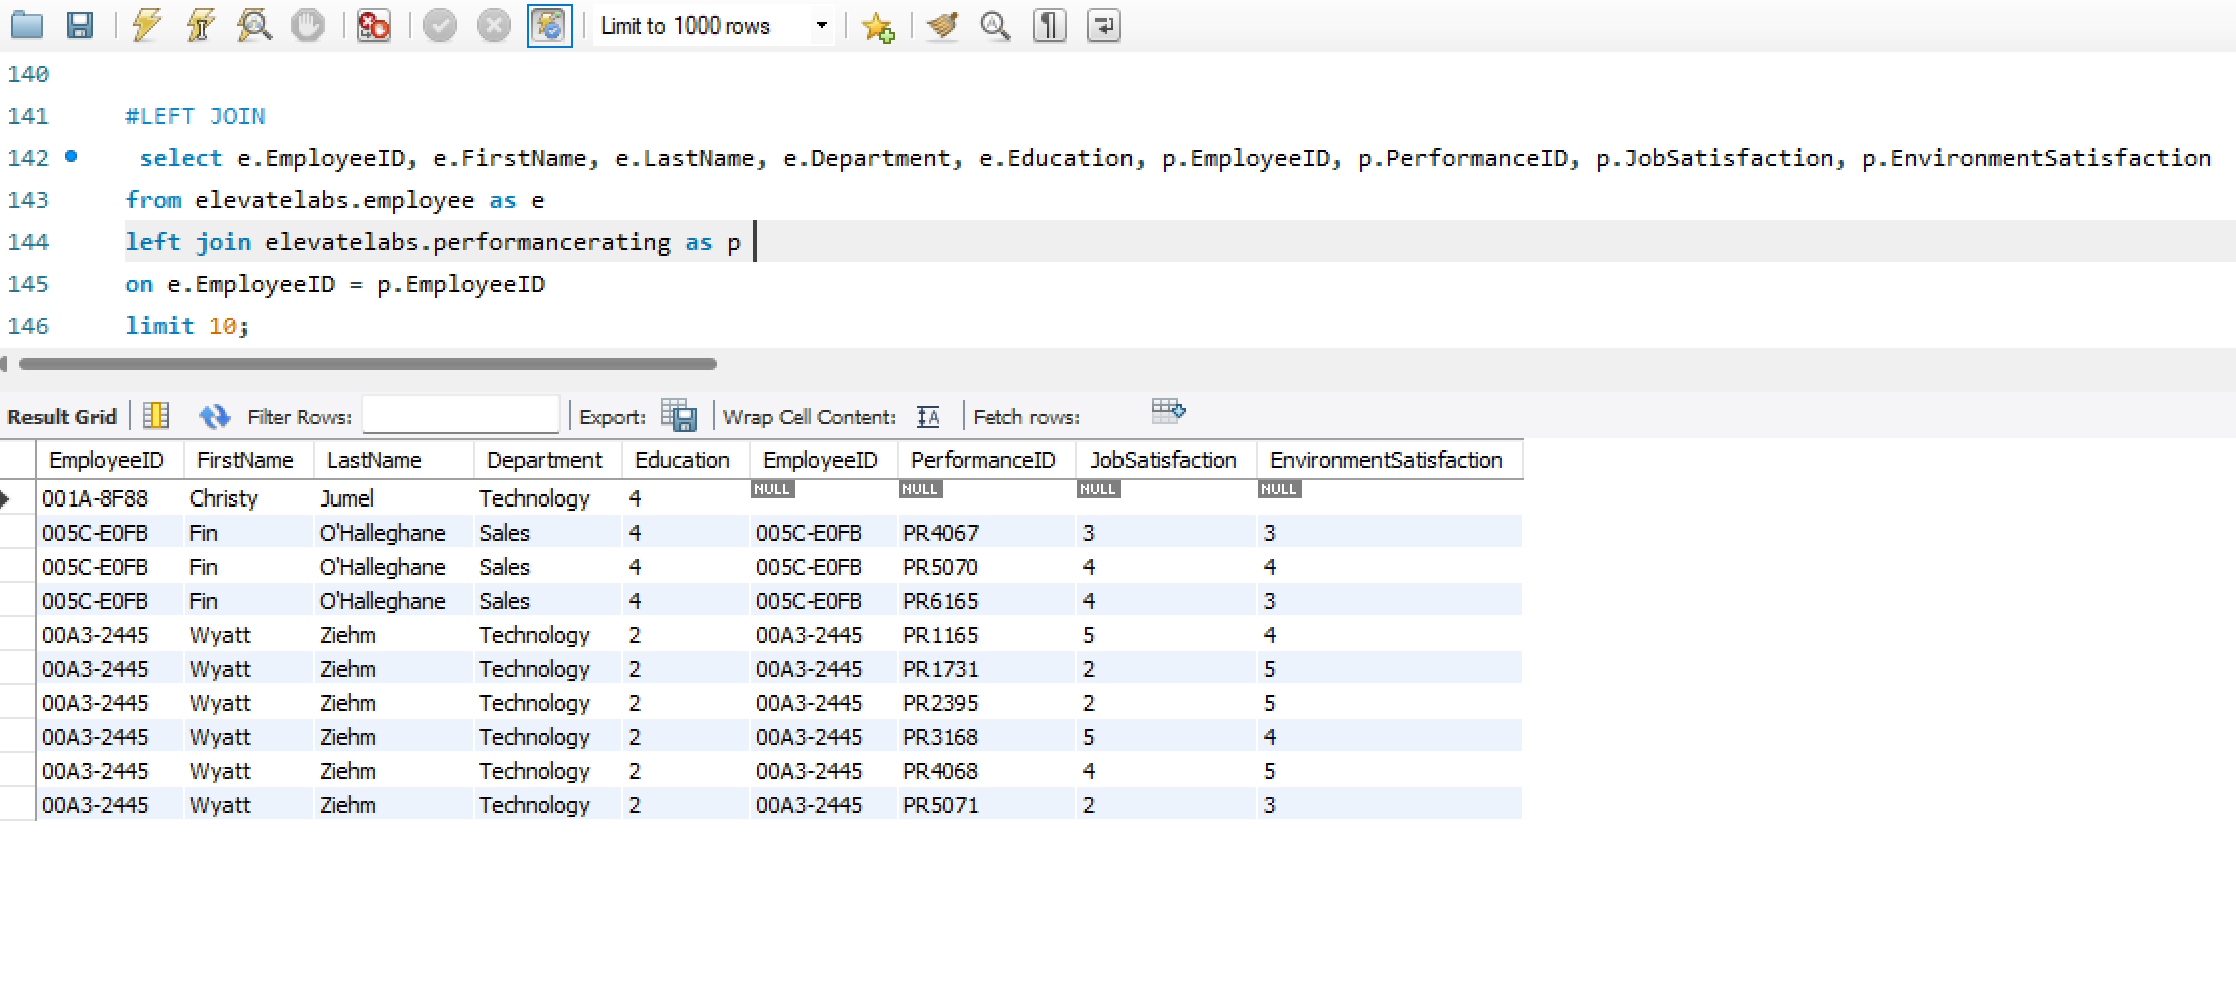 Limit to 1000 rows
140
141 #LEFT JOIN
142 select e.EmployeeID, e.FirstName, e.LastName, e.Department, e.Education, p.EmployeeID, p.PerformanceID, p.JobSatisfaction, p.EnvironmentSatisfaction
143 from elevatelabs.employee as e
144 left join elevatelabs.performancerating as p
145 on e.EmployeeID = p.EmployeeID
146 limit 10;
Result Grid Filter Rows: Export: Wrap Cell Content: Fetch rows:
EmployeeID FirstName LastName Department Education EmployeeID PerformanceID JobSatisfaction EnvironmentSatisfaction
001A-8F88 Christy Jumel Technology 4 NULL NULL NULL NULL
005C-E0FB Fin O'Halleghane Sales 4 005C-E0FB PR4067 3 3
005C-E0FB Fin O'Halleghane Sales 4 005C-E0FB PR5070 4 4
005C-E0FB Fin O'Halleghane Sales 4 005C-E0FB PR6165 4 3
00A3-2445 Wyatt Ziehm Technology 2 00A3-2445 PR1165 5 4
00A3-2445 Wyatt Ziehm Technology 2 00A3-2445 PR1731 2 5
00A3-2445 Wyatt Ziehm Technology 2 00A3-2445 PR2395 2 5
00A3-2445 Wyatt Ziehm Technology 2 00A3-2445 PR3168 5 4
00A3-2445 Wyatt Ziehm Technology 2 00A3-2445 PR4068 4 5
00A3-2445 Wyatt Ziehm Technology 2 00A3-2445 PR5071 2 3